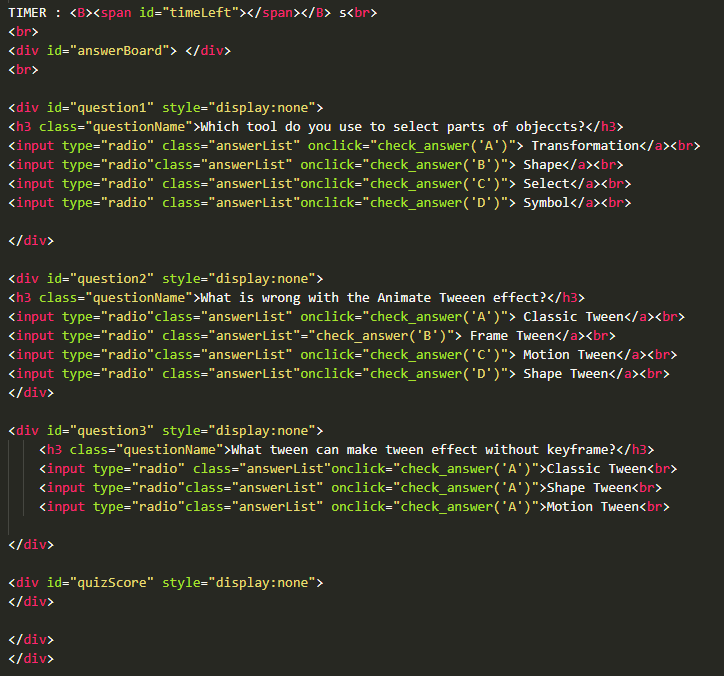 TIMER : <B><span id="timeLeft"></span></B> s<br>
<br>
<div id="answerBoard"> </div>
<br>
<div id="question1" style="display:none">
<h3 class="questionName">Which tool do you use to select parts of objeccts?</h3>
<input type="radio" class="answerList" onclick="check_answer('A')"> Transformation</a><br>
<input type="radio"class="answerList" onclick="check_answer('B')"> Shape</a><br>
<input type="radio" class="answerList"onclick="check_answer('C')"> Select</a><br>
<input type="radio" class="answerList"onclick="check_answer('D')"> Symbol</a><br>
</div>
<div id="question2" style="display:none">
<h3 class="questionName">What is wrong with the Animate Tweeen effect?</h3>
<input type="radio"class="answerList" onclick="check_answer('A')"> Classic Tween</a><br>
<input type="radio" class="answerList"="check_answer('B')"> Frame Tween</a><br>
<input type="radio"class="answerList" onclick="check_answer('C')"> Motion Tween</a><br>
<input type="radio" class="answerList"onclick="check_answer('D')"> Shape Tween</a><br>
</div>
<div id="question3" style="display:none">
<h3 class="questionName">What tween can make tween effect without keyframe?</h3>
<input type="radio" class="answerList"onclick="check_answer('A')">Classic Tween<br>
<input type="radio"class="answerList" onclick="check_answer('A')">Shape Tween<br>
<input type="radio"class="answerList" onclick="check_answer('A')">Motion Tween<br>
</div>
<div id="quizScore" style="display:none">
</div>
</div>
</div>